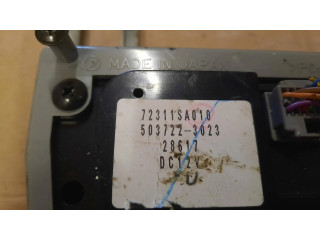 MADE IN JAPAN
72311SA010
503722-3023
28617
DC12V